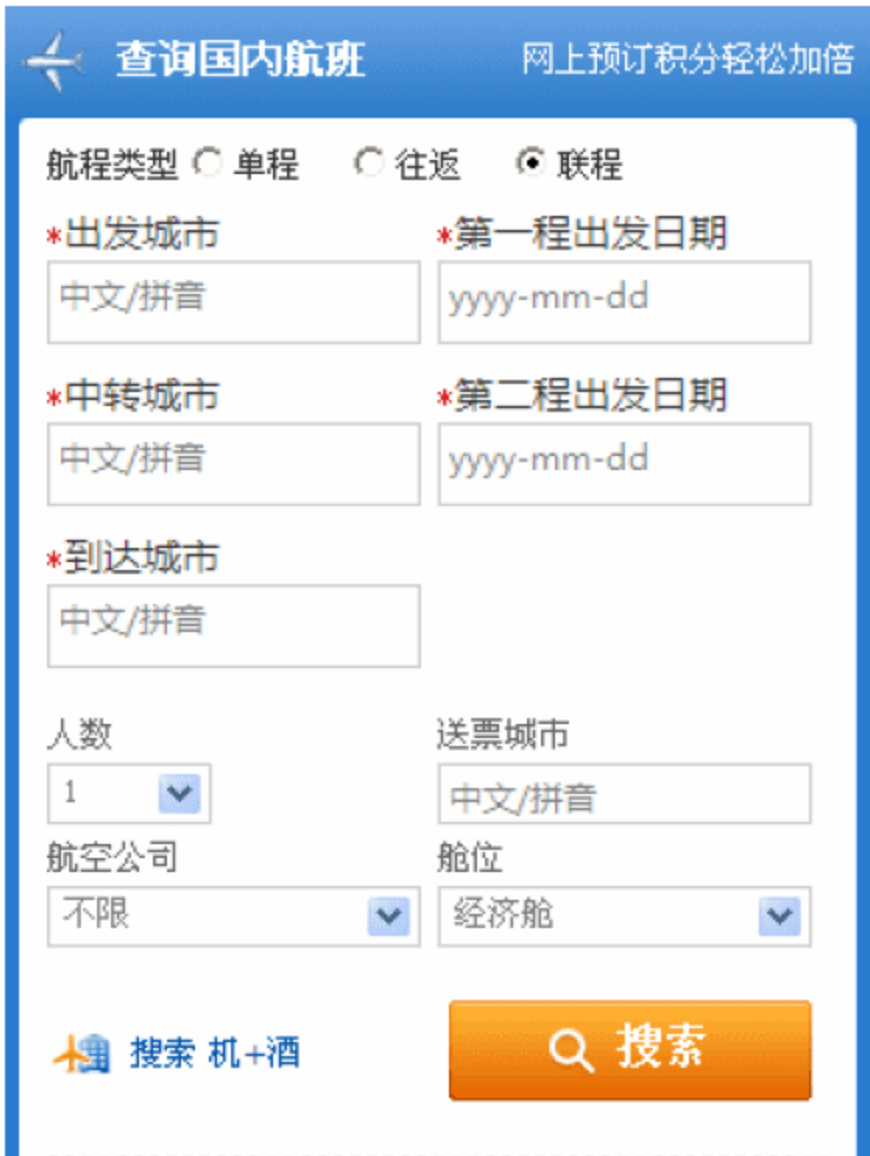 查询国内航班 网上预订积分轻松加倍
航程类型 单程 往返 联程
*出发城市 *第一程出发日期
中文/拼音 yyyy-mm-dd
*中转城市 *第二程出发日期
中文/拼音 yyyy-mm-dd
*到达城市
中文/拼音
人数 送票城市
1 中文/拼音
航空公司 舱位
不限 经济舱
搜索 机+酒 搜索